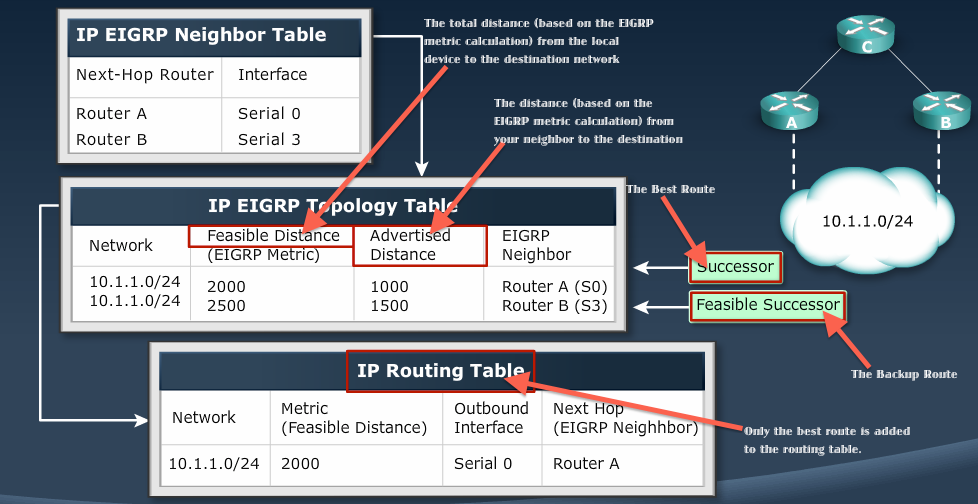 IP EIGRP Neighbor Table
Next-Hop Router Interface
Router A Serial 0
Router B Serial 3
The total distance (based on the EIGRP
metric calculation) from the local
device to the destination network
The distance (based on the
EIGRP metric calculation) from
your neighbor to the destination
C
A
B
10.1.1.0/24
IP EIGRP Topology Table
Network Feasible Distance (EIGRP Metric) Advertised Distance EIGRP Neighbor
10.1.1.0/24 2000 1000 Router A (S0)
10.1.1.0/24 2500 1500 Router B (S3)
The Best Route
Successor
Feasible Successor
The Backup Route
IP Routing Table
Network Metric (Feasible Distance) Outbound Interface Next Hop (EIGRP Neighhbor)
10.1.1.0/24 2000 Serial 0 Router A
Only the best route is added
to the routing table.